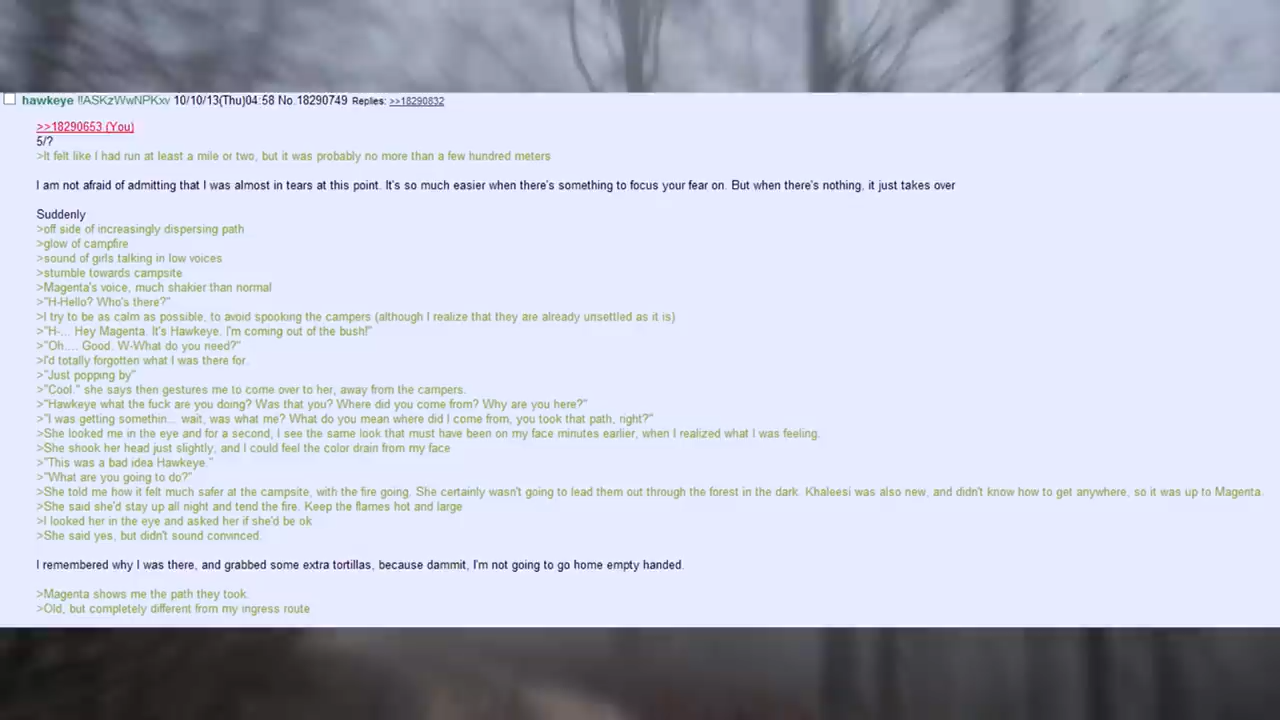 hawkeye !!ASKzWwNPKxv 10/10/13(Thu)04:58 No.18290749 Replies: >>18290832
>>18290653 (You)
5/?
>It felt like I had run at least a mile or two, but it was probably no more than a few hundred meters
I am not afraid of admitting that I was almost in tears at this point. It's so much easier when there's something to focus your fear on. But when there's nothing, it just takes over
Suddenly
>off side of increasingly dispersing path
>glow of campfire
>sound of girls talking in low voices
>stumble towards campsite
>Magenta's voice, much shakier than normal
>"H-Hello? Who's there?"
>I try to be as calm as possible, to avoid spooking the campers (although I realize that they are already unsettled as it is)
>"H-... Hey Magenta. It's Hawkeye. I'm coming out of the bush!"
>"Oh.... Good. W-What do you need?"
>I'd totally forgotten what I was there for.
>"Just popping by"
>"Cool." she says then gestures me to come over to her, away from the campers.
>"Hawkeye what the fuck are you doing? Was that you? Where did you come from? Why are you here?"
>"I was getting somethin... wait, was what me? What do you mean where did I come from, you took that path, right?"
>She looked me in the eye and for a second, I see the same look that must have been on my face minutes earlier, when I realized what I was feeling.
>She shook her head just slightly, and I could feel the color drain from my face
>"This was a bad idea Hawkeye."
>"What are you going to do?"
>She told me how it felt much safer at the campsite, with the fire going. She certainly wasn't going to lead them out through the forest in the dark. Khaleesi was also new, and didn't know how to get anywhere, so it was up to Magenta.
>She said she'd stay up all night and tend the fire. Keep the flames hot and large
>I looked her in the eye and asked her if she'd be ok
>She said yes, but didn't sound convinced.
I remembered why I was there, and grabbed some extra tortillas, because dammit, I'm not going to go home empty handed.
>Magenta shows me the path they took.
>Old, but completely different from my ingress route